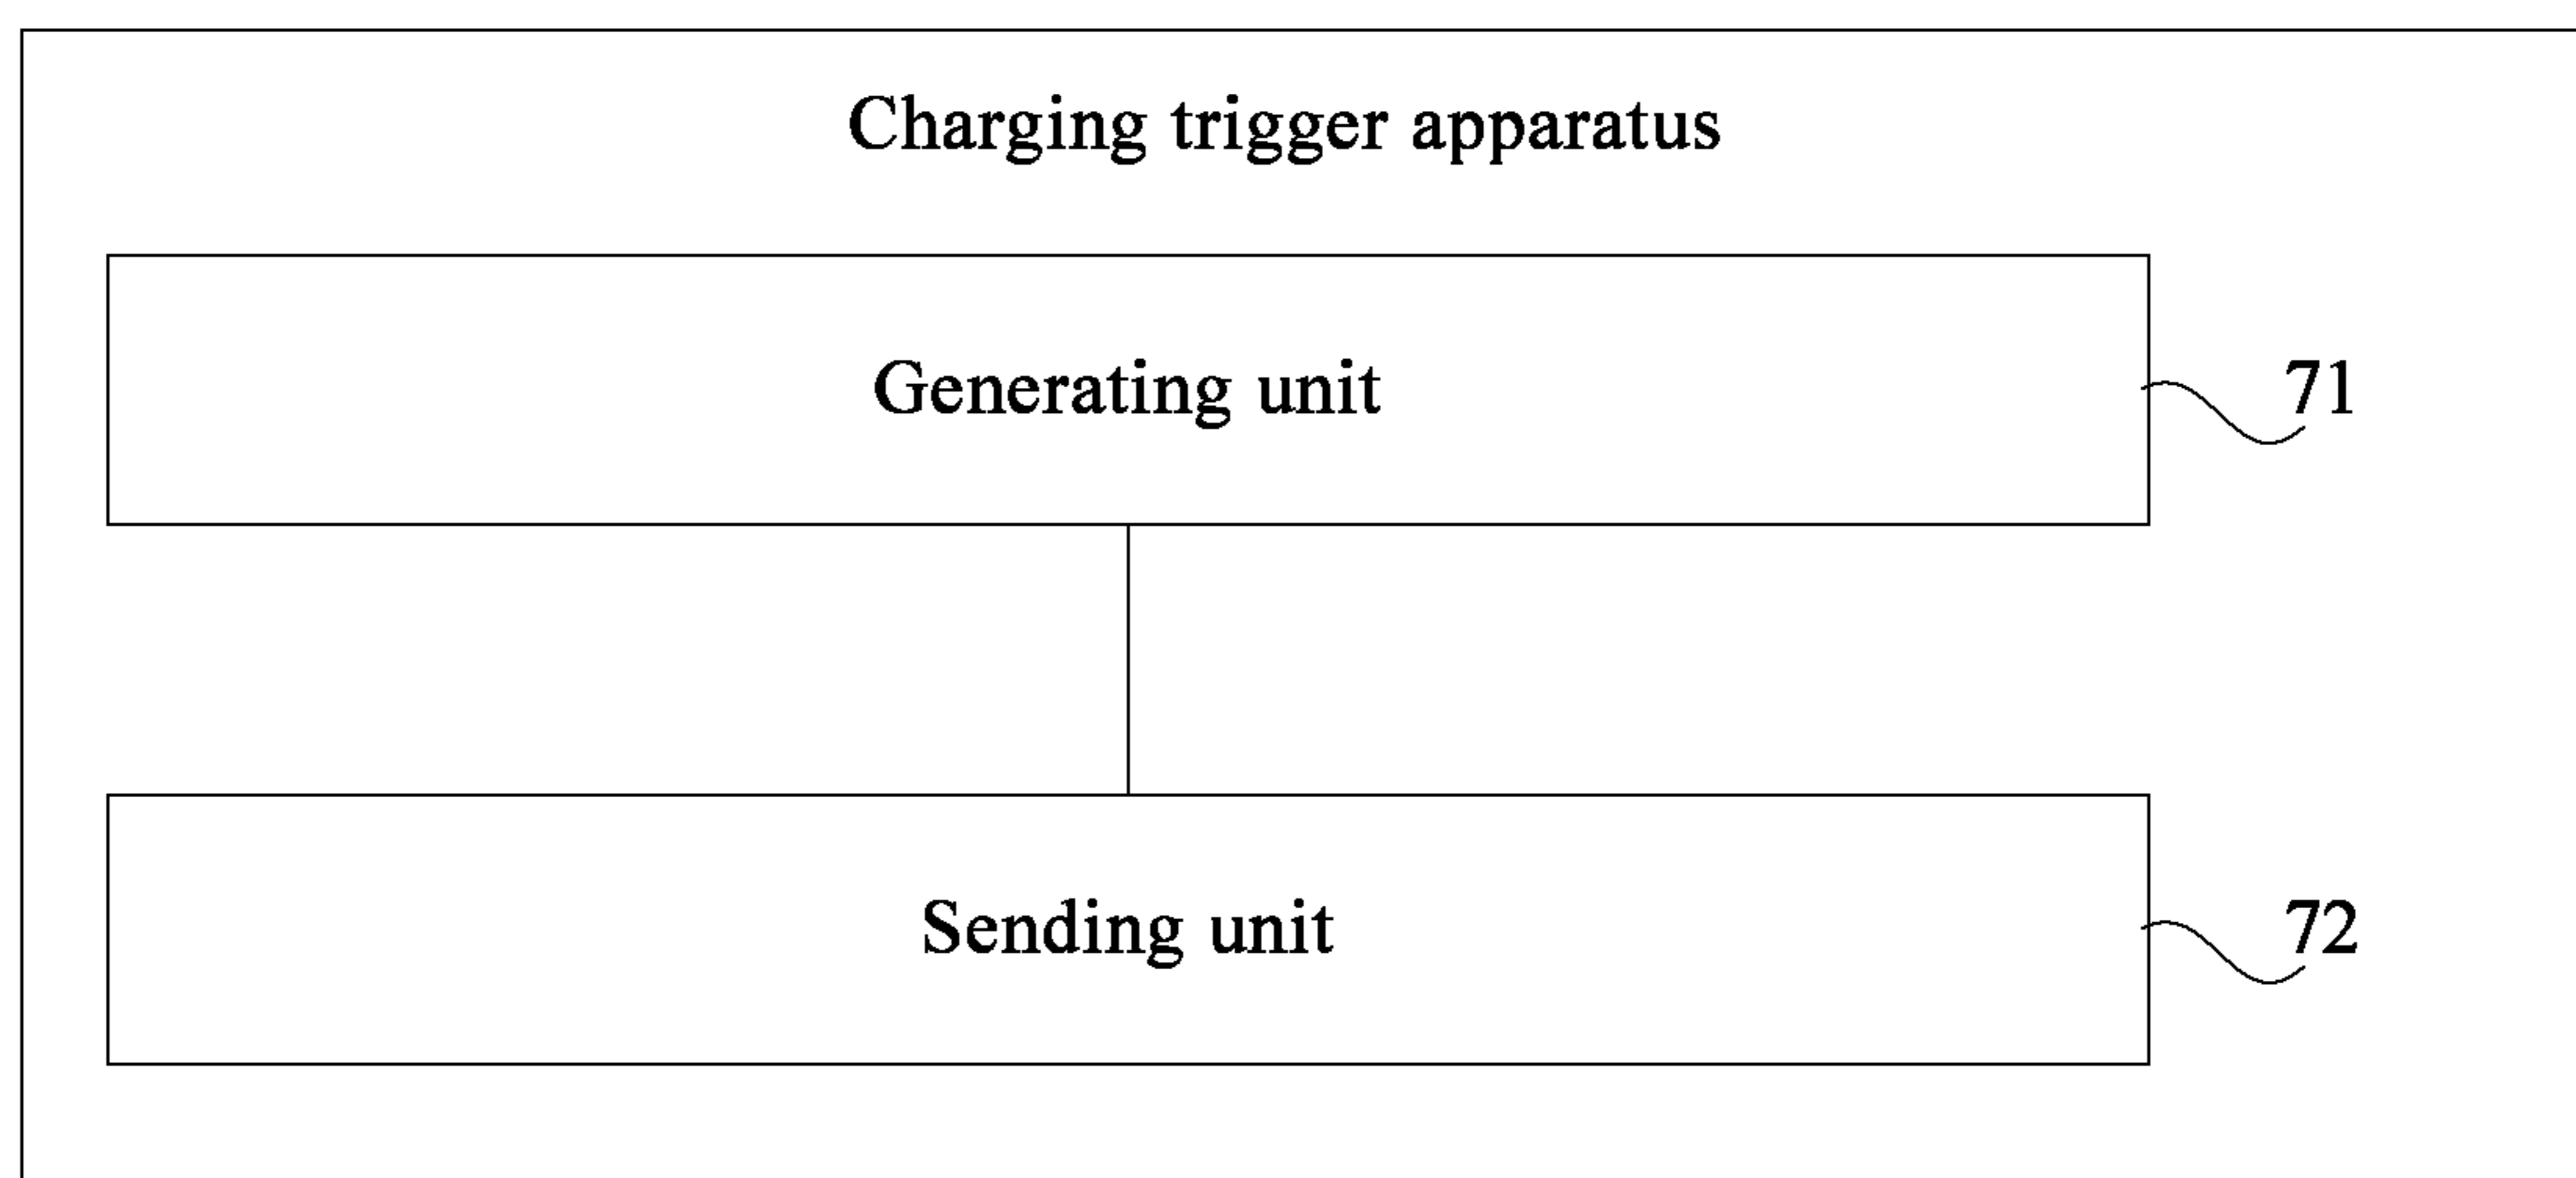 Charging trigger apparatus
Generating unit
71
Sending unit
72